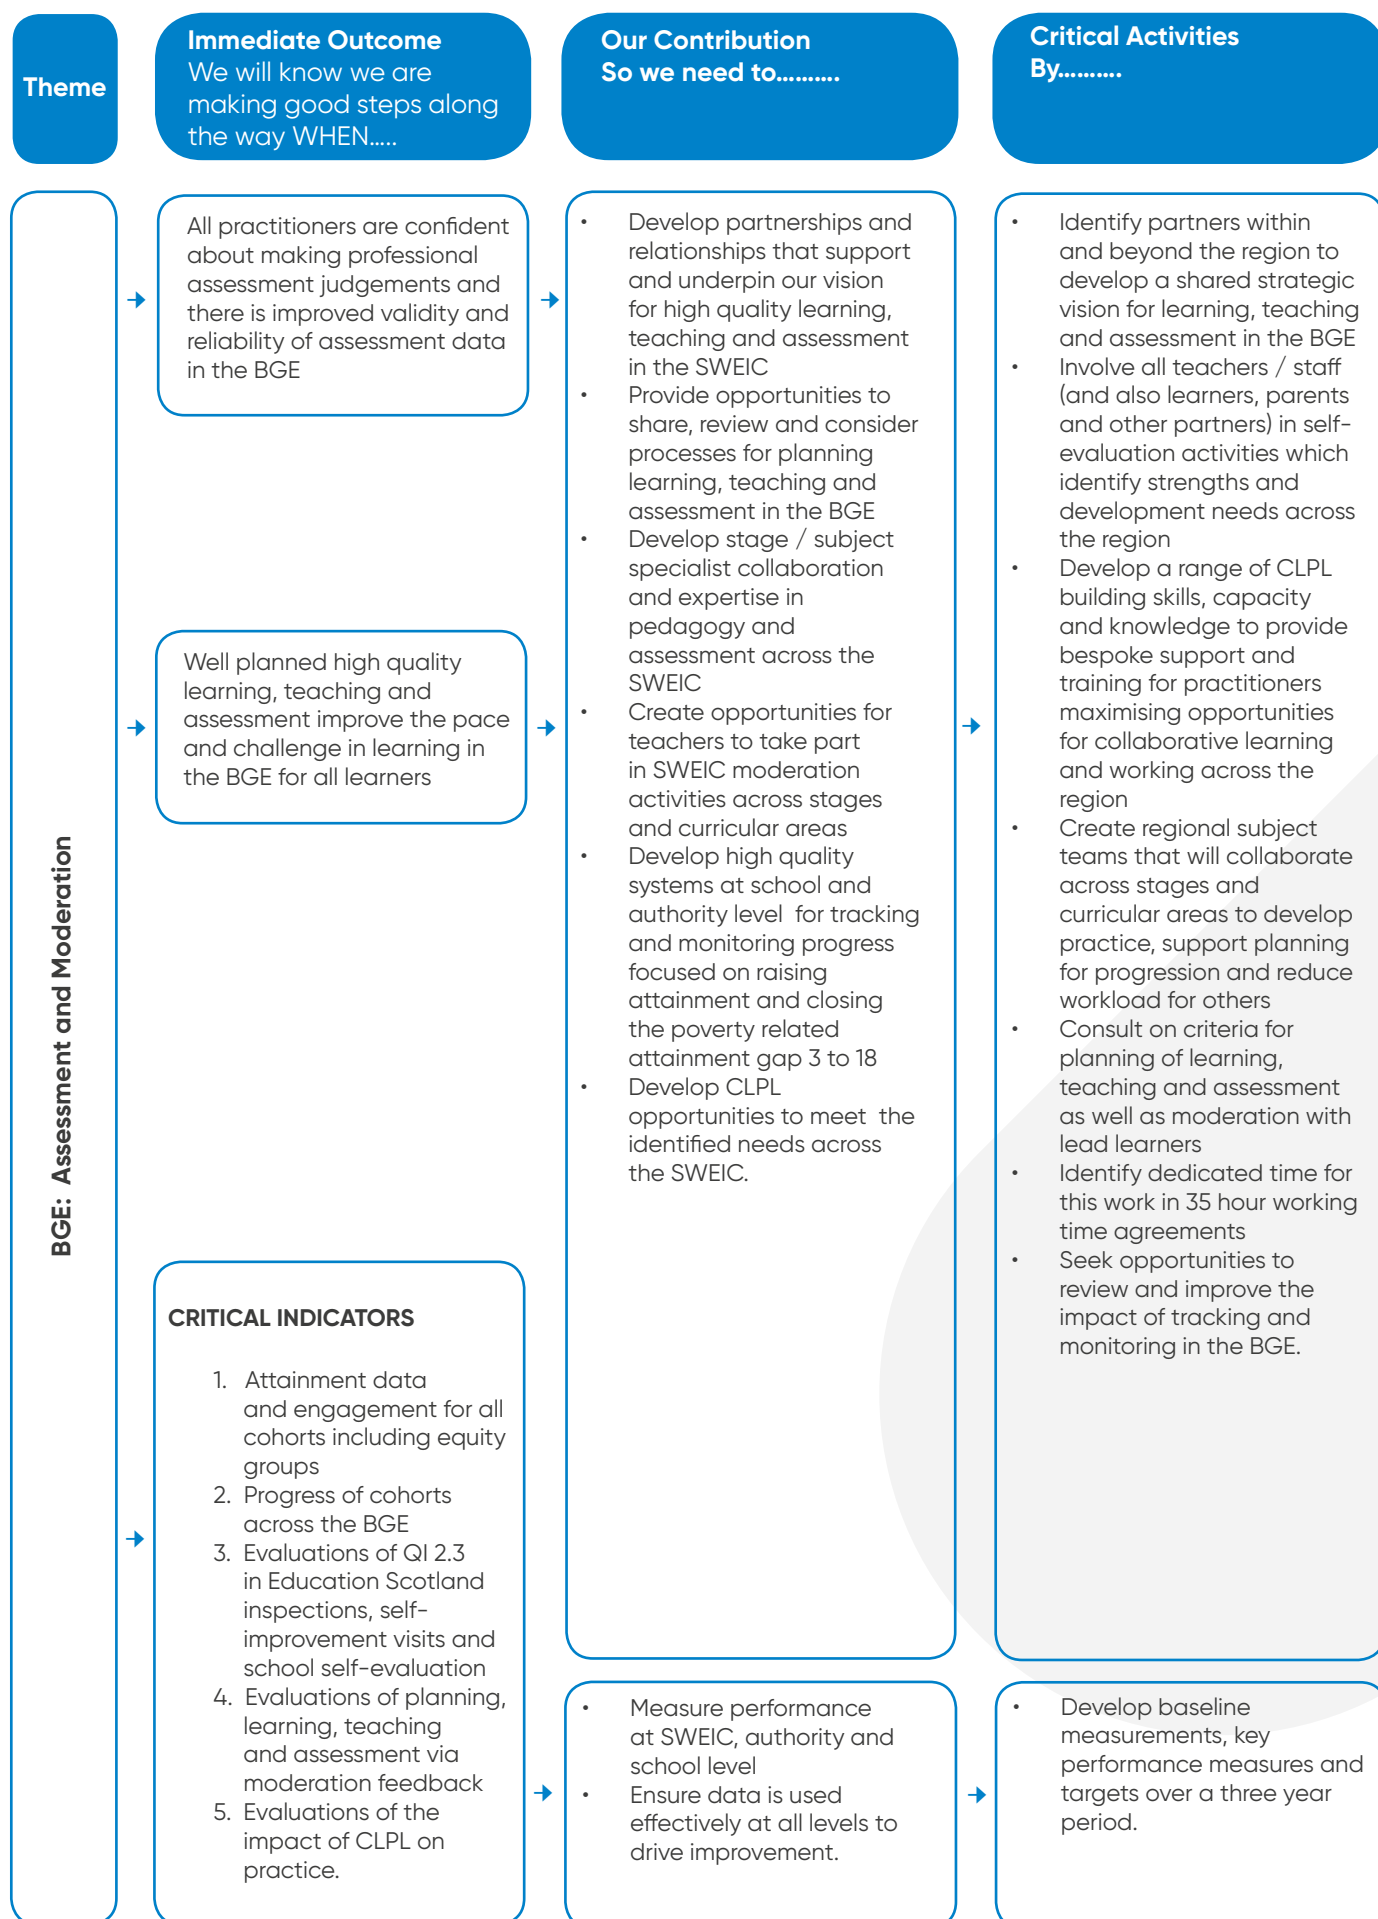 Theme
Immediate Outcome
We will know we are
making good steps along
the way WHEN.....
Our Contribution
So we need to..........
Critical Activities
By..........
BGE: Assessment and Moderation
All practitioners are confident
about making professional
assessment judgements and
there is improved validity and
reliability of assessment data
in the BGE
Well planned high quality
learning, teaching and
assessment improve the pace
and challenge in learning in
the BGE for all learners
CRITICAL INDICATORS
1. Attainment data
and engagement for all
cohorts including equity
groups
2. Progress of cohorts
across the BGE
3. Evaluations of QI 2.3
in Education Scotland
inspections, self-
improvement visits and
school self-evaluation
4. Evaluations of planning,
learning, teaching
and assessment via
moderation feedback
5. Evaluations of the
impact of CLPL on
practice.
• Develop partnerships and
relationships that support
and underpin our vision
for high quality learning,
teaching and assessment
in the SWEIC
• Provide opportunities to
share, review and consider
processes for planning
learning, teaching and
assessment in the BGE
• Develop stage / subject
specialist collaboration
and expertise in
pedagogy and
assessment across the
SWEIC
• Create opportunities for
teachers to take part
in SWEIC moderation
activities across stages
and curricular areas
• Develop high quality
systems at school and
authority level for tracking
and monitoring progress
focused on raising
attainment and closing
the poverty related
attainment gap 3 to 18
• Develop CLPL
opportunities to meet the
identified needs across
the SWEIC.
• Measure performance
at SWEIC, authority and
school level
• Ensure data is used
effectively at all levels to
drive improvement.
• Identify partners within
and beyond the region to
develop a shared strategic
vision for learning, teaching
and assessment in the BGE
• Involve all teachers / staff
(and also learners, parents
and other partners) in self-
evaluation activities which
identify strengths and
development needs across
the region
• Develop a range of CLPL
building skills, capacity
and knowledge to provide
bespoke support and
training for practitioners
maximising opportunities
for collaborative learning
and working across the
region
• Create regional subject
teams that will collaborate
across stages and
curricular areas to develop
practice, support planning
for progression and reduce
workload for others
• Consult on criteria for
planning of learning,
teaching and assessment
as well as moderation with
lead learners
• Identify dedicated time for
this work in 35 hour working
time agreements
• Seek opportunities to
review and improve the
impact of tracking and
monitoring in the BGE.
• Develop baseline
measurements, key
performance measures and
targets over a three year
period.